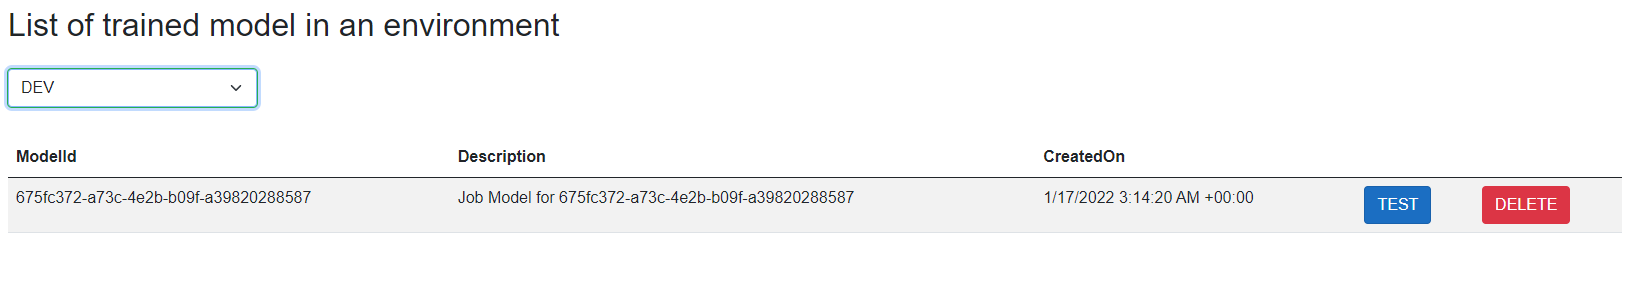 List of trained model in an environment
DEV
ModelId Description CreatedOn
675fc372-a73c-4e2b-b09f-a39820288587 Job Model for 675fc372-a73c-4e2b-b09f-a39820288587 1/17/2022 3:14:20 AM +00:00 TEST DELETE